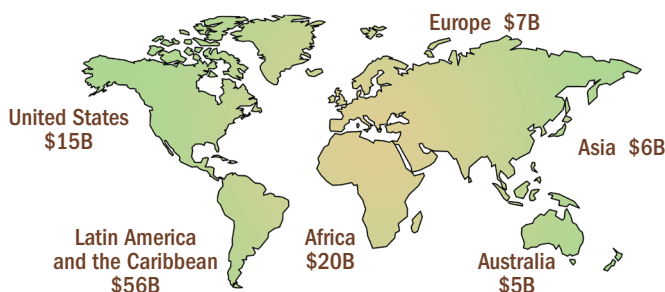 Europe $7B
United States
$15B
Asia $6B
Latin America
and the Caribbean
$56B
Africa
$20B
Australia
$5B